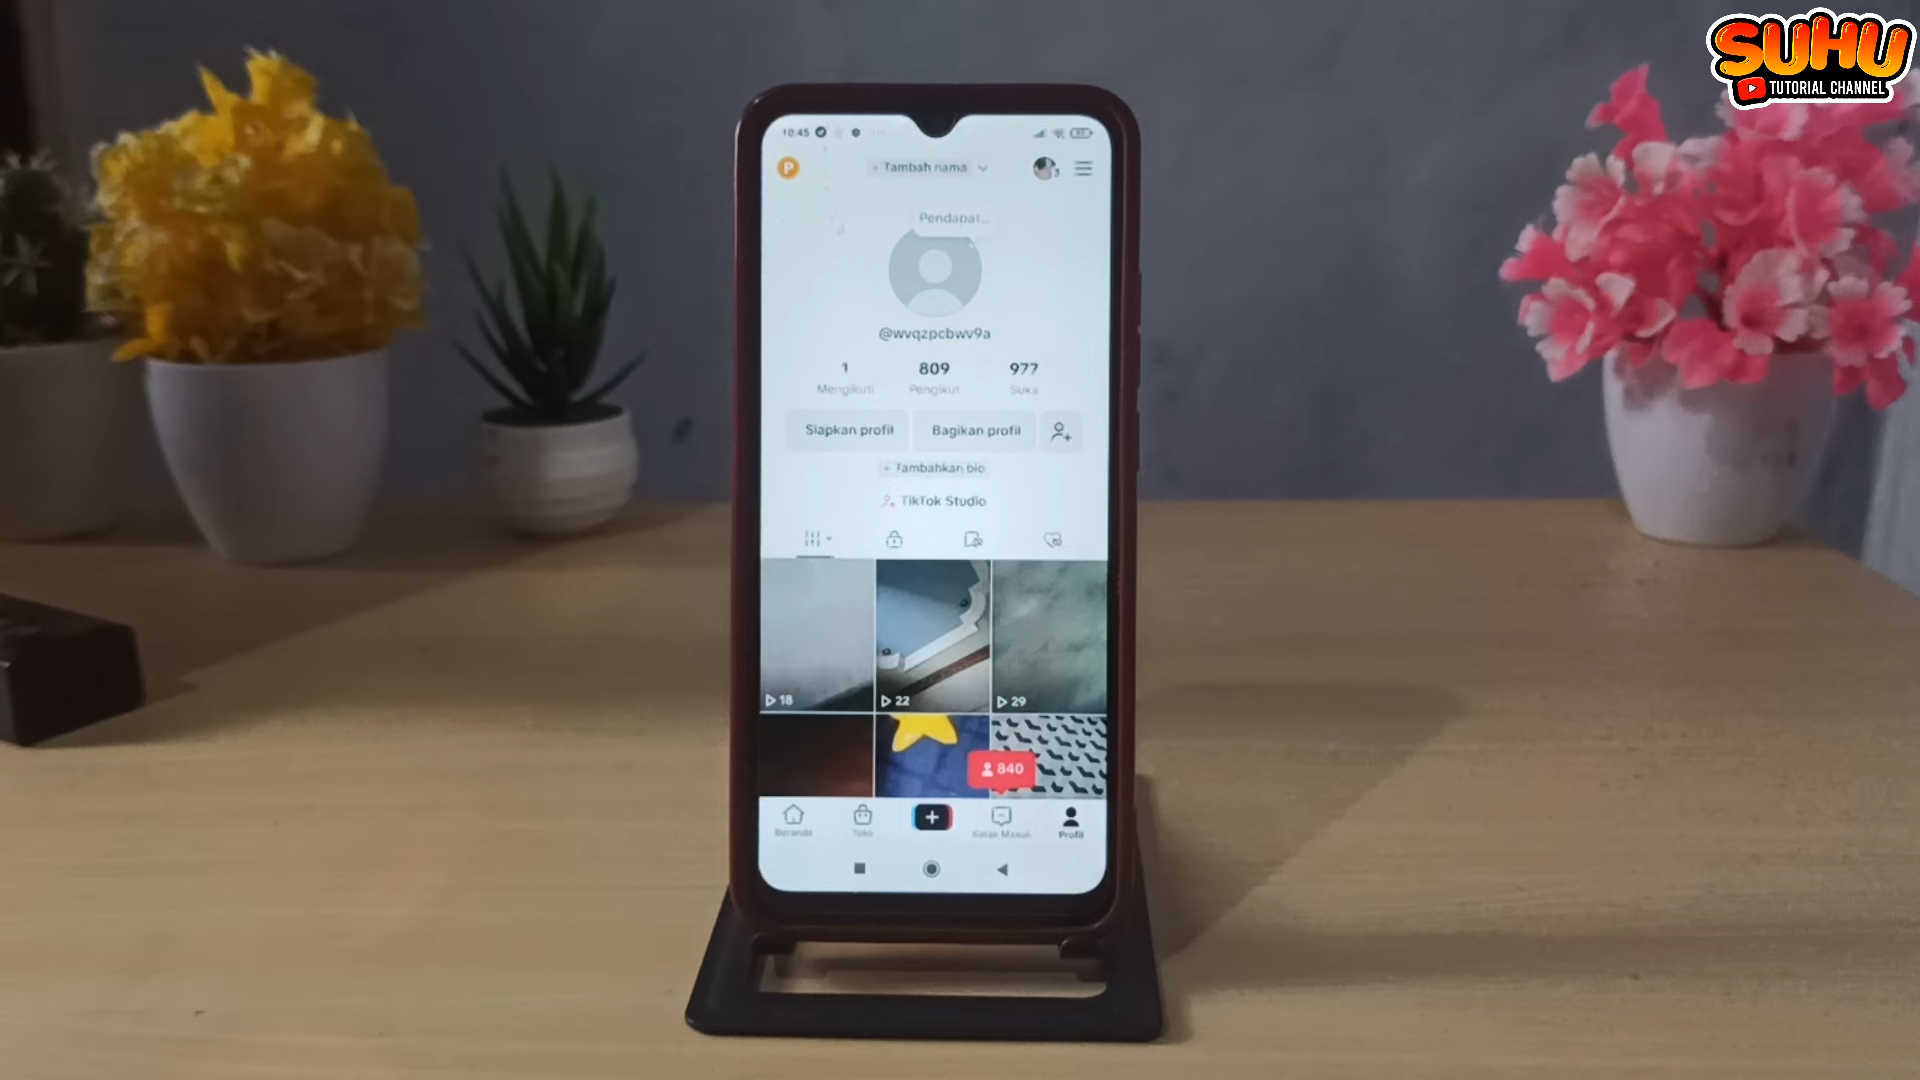 SUHU
TUTORIAL CHANNEL
10:45
P
+ Tambah nama
3
Pendapat...
@wvqzpcbwv9a
1 809 977
Mengikuti Pengikut Suka
Siapkan profil Bagikan profil
+ Tambahkan bio
TikTok Studio
18 22 29
840
Beranda Toko Kotak Masuk Profil